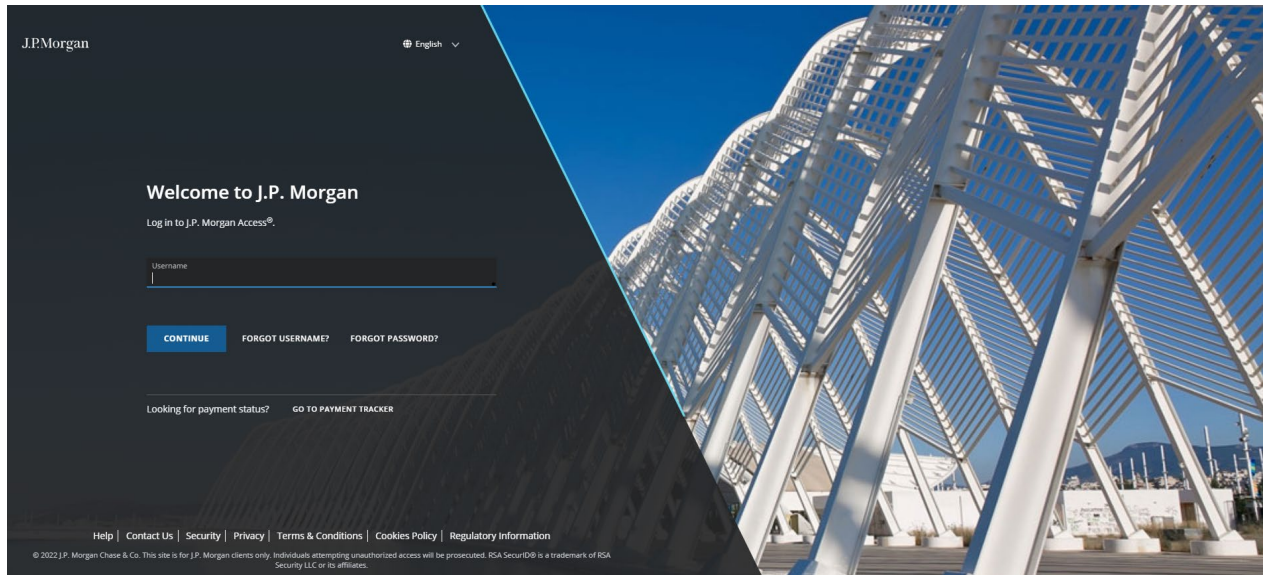 J.P.Morgan
English
Welcome to J.P. Morgan
Log in to J.P. Morgan Access®.
Username
CONTINUE FORGOT USERNAME? FORGOT PASSWORD?
Looking for payment status? GO TO PAYMENT TRACKER
Help | Contact Us | Security | Privacy | Terms & Conditions | Cookies Policy | Regulatory Information
© 2022 J.P. Morgan Chase & Co. This site is for J.P. Morgan clients only. Individuals attempting unauthorized access will be prosecuted. RSA SecurID® is a trademark of RSA
Security LLC or its affiliates.